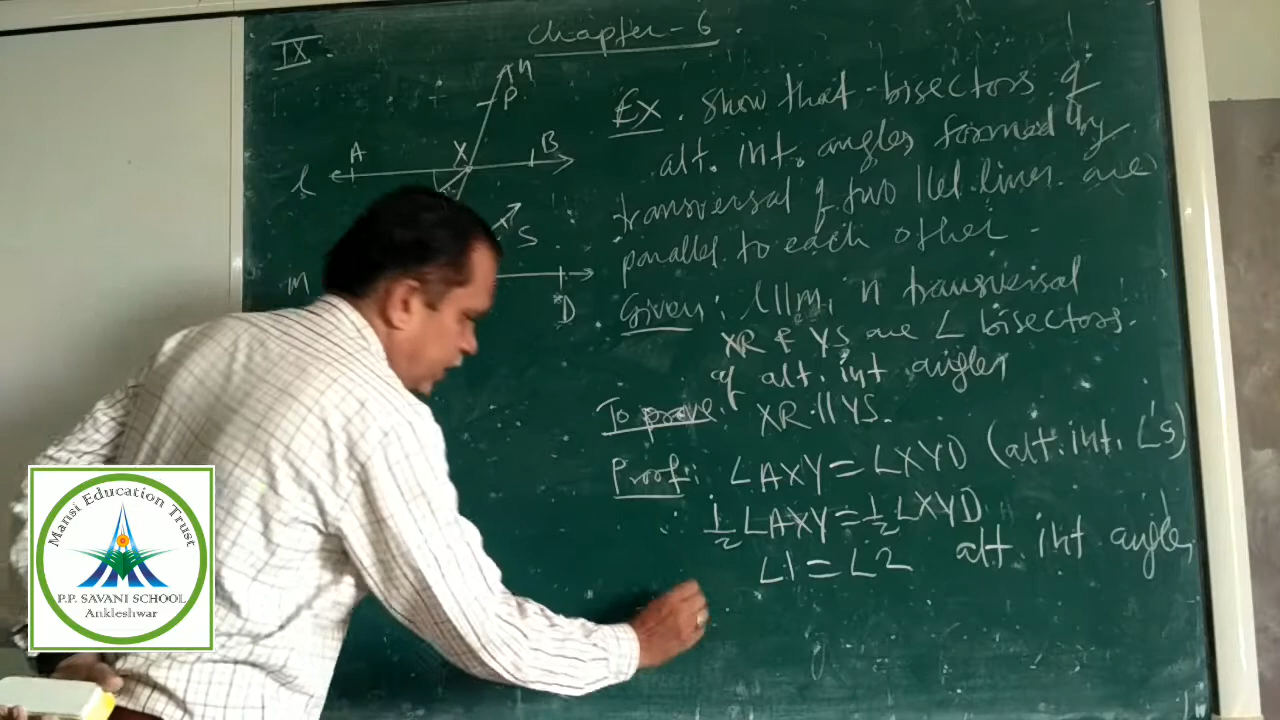 IX
Chapter-6.
n
P
X
A
B
l
S
m
D
Ex. Show that bisectors of
alt. int. angles formed by
transversal of two llel lines are
parallel to each other
Given: l||m, n transversal
XR & YS are ∠ bisectors.
of alt. int angles
To prove. XR || YS.
Proof: ∠AXY = ∠XYD (alt. int. ∠'s)
1/2 ∠AXY = 1/2 ∠XYD
∠1 = ∠2 alt. int angles
Mansi Education Trust
P.P. SAVANI SCHOOL
Ankleshwar